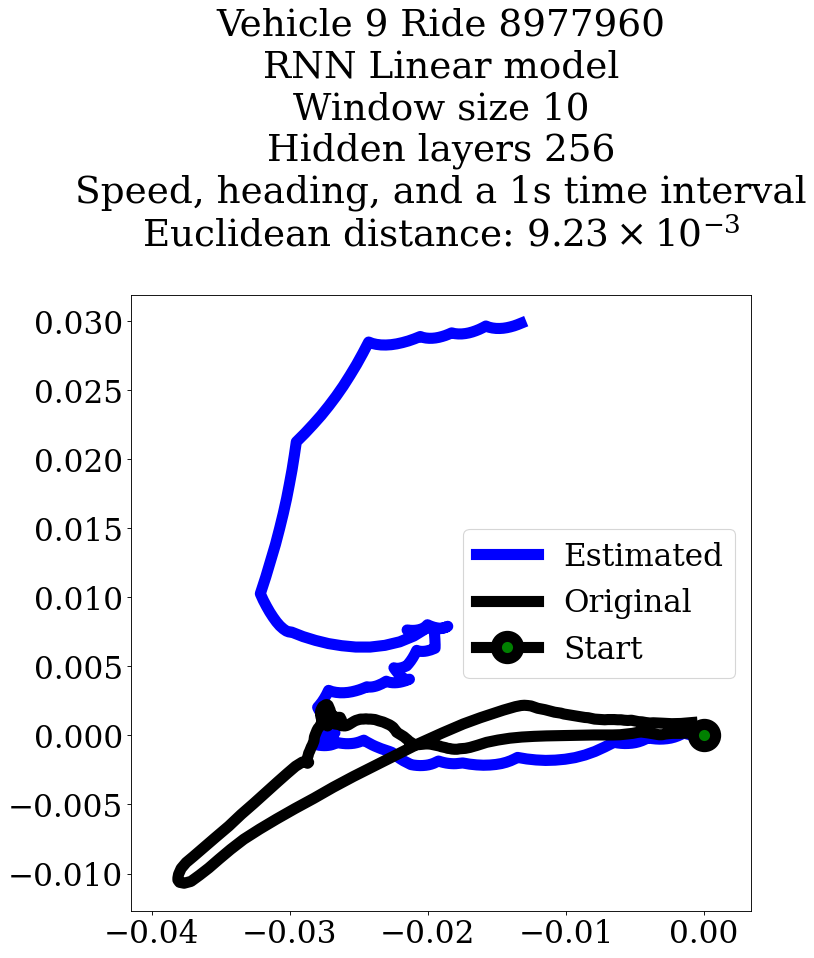 Vehicle 9 Ride 8977960
RNN Linear model
Window size 10
Hidden layers 256
Speed, heading, and a 1s time interval
Euclidean distance: 9.23 × 10⁻³
0.030
0.025
0.020
0.015
0.010
0.005
0.000
−0.005
−0.010
Estimated
Original
Start
−0.04 −0.03 −0.02 −0.01 0.00